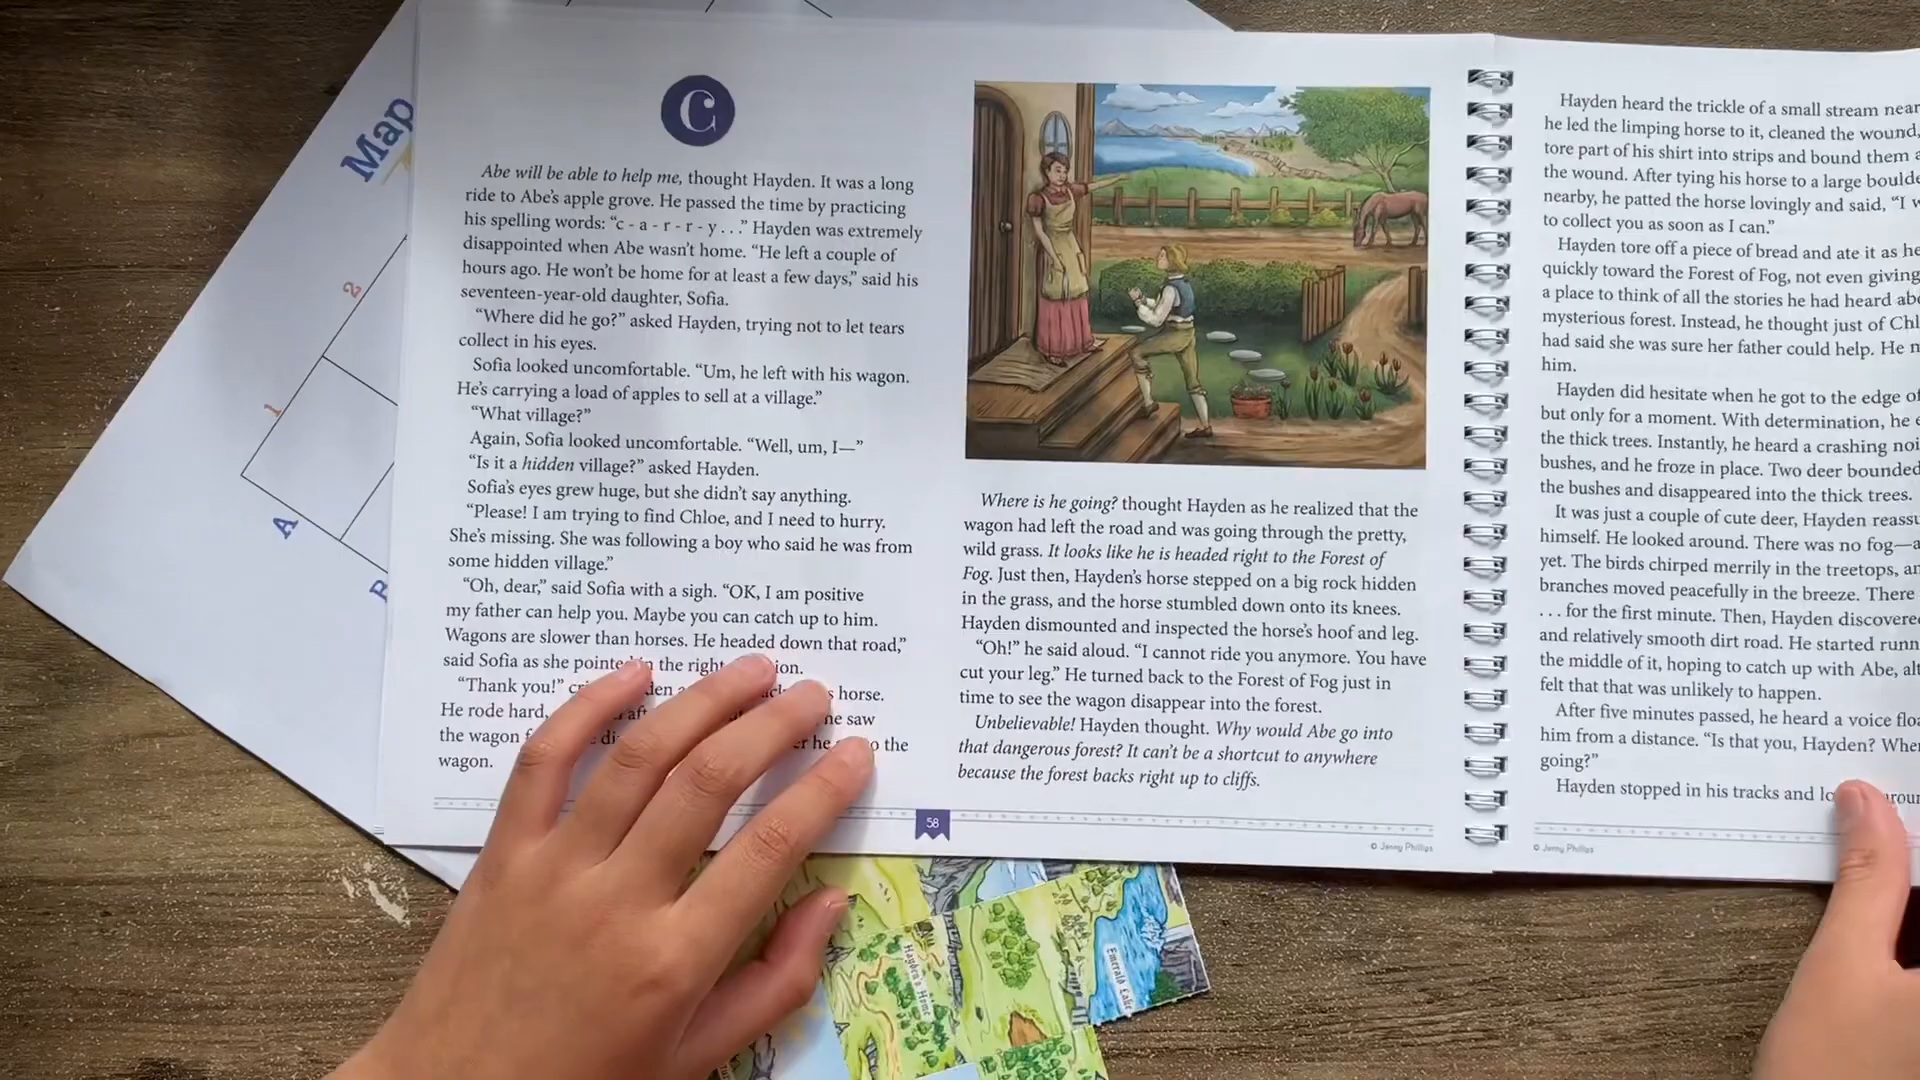 Map
2
1
A
B
C
Abe will be able to help me, thought Hayden. It was a long
ride to Abe's apple grove. He passed the time by practicing
his spelling words: “c - a - r - r - y . . .” Hayden was extremely
disappointed when Abe wasn't home. “He left a couple of
hours ago. He won't be home for at least a few days,” said his
seventeen-year-old daughter, Sofia.
“Where did he go?” asked Hayden, trying not to let tears
collect in his eyes.
Sofia looked uncomfortable. “Um, he left with his wagon.
He's carrying a load of apples to sell at a village.”
“What village?”
Again, Sofia looked uncomfortable. “Well, um, I—”
“Is it a hidden village?” asked Hayden.
Sofia's eyes grew huge, but she didn't say anything.
“Please! I am trying to find Chloe, and I need to hurry.
She's missing. She was following a boy who said he was from
some hidden village.”
“Oh, dear,” said Sofia with a sigh. “OK, I am positive
my father can help you. Maybe you can catch up to him.
Wagons are slower than horses. He headed down that road,”
said Sofia as she pointed in the right
“Thank you!” horse.
He rode hard, he saw
the wagon he to the
wagon.
Where is he going? thought Hayden as he realized that the
wagon had left the road and was going through the pretty,
wild grass. It looks like he is headed right to the Forest of
Fog. Just then, Hayden's horse stepped on a big rock hidden
in the grass, and the horse stumbled down onto its knees.
Hayden dismounted and inspected the horse's hoof and leg.
“Oh!” he said aloud. “I cannot ride you anymore. You have
cut your leg.” He turned back to the Forest of Fog just in
time to see the wagon disappear into the forest.
Unbelievable! Hayden thought. Why would Abe go into
that dangerous forest? It can't be a shortcut to anywhere
because the forest backs right up to cliffs.
58
© Jenny Phillips
Hayden heard the trickle of a small stream
he led the limping horse to it, cleaned the wound,
tore part of his shirt into strips and bound them
the wound. After tying his horse to a large
nearby, he patted the horse lovingly and said, “I
to collect you as soon as I can.”
Hayden tore off a piece of bread and ate it as he
quickly toward the Forest of Fog, not even giving
a place to think of all the stories he had heard
mysterious forest. Instead, he thought just of
had said she was sure her father could help. He
him.
Hayden did hesitate when he got to the edge of
but only for a moment. With determination, he
the thick trees. Instantly, he heard a crashing
bushes, and he froze in place. Two deer bounded
the bushes and disappeared into the thick trees.
It was just a couple of cute deer, Hayden
himself. He looked around. There was no fog—
yet. The birds chirped merrily in the treetops,
branches moved peacefully in the breeze. There
. . . for the first minute. Then, Hayden
and relatively smooth dirt road. He started
the middle of it, hoping to catch up with Abe,
felt that that was unlikely to happen.
After five minutes passed, he heard a voice
him from a distance. “Is that you, Hayden?
going?”
Hayden stopped in his tracks and
© Jenny Phillips
Hayden's Home
Emerald Lake